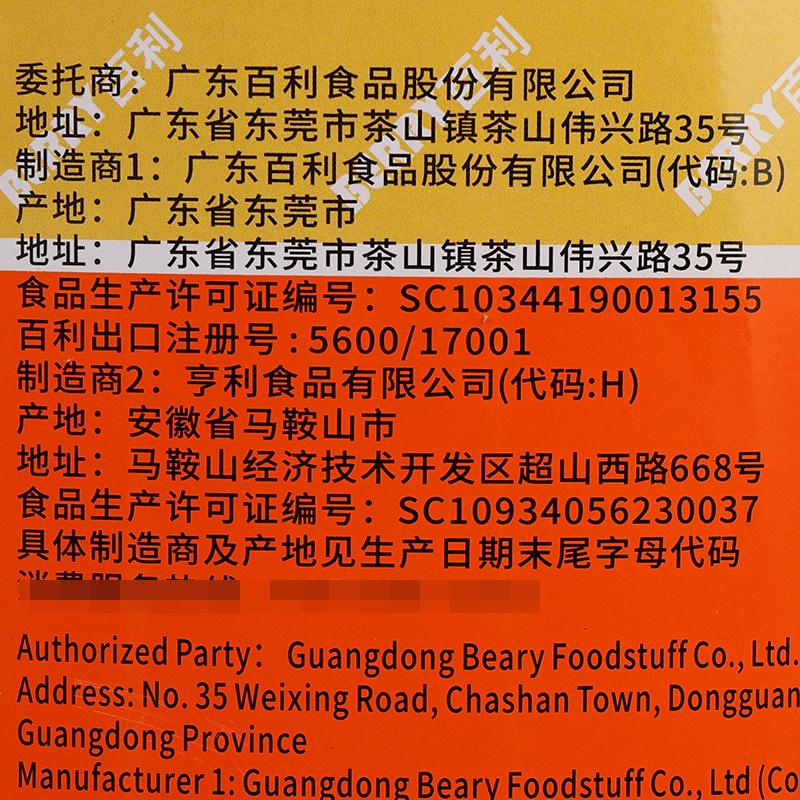 委托商：广东百利食品股份有限公司
地址：广东省东莞市茶山镇茶山伟兴路35号
制造商1：广东百利食品股份有限公司(代码:B)
产地：广东省东莞市
地址：广东省东莞市茶山镇茶山伟兴路35号
食品生产许可证编号：SC10344190013155
百利出口注册号:5600/17001
制造商2：亨利食品有限公司(代码:H)
产地：安徽省马鞍山市
地址：马鞍山经济技术开发区超山西路668号
食品生产许可证编号：SC10934056230037
具体制造商及产地见生产日期末尾字母代码
Authorized Party：Guangdong Beary Foodstuff Co., Ltd.
Address: No. 35 Weixing Road, Chashan Town, Dongguan
Guangdong Province
Manufacturer 1: Guangdong Beary Foodstuff Co., Ltd (Co